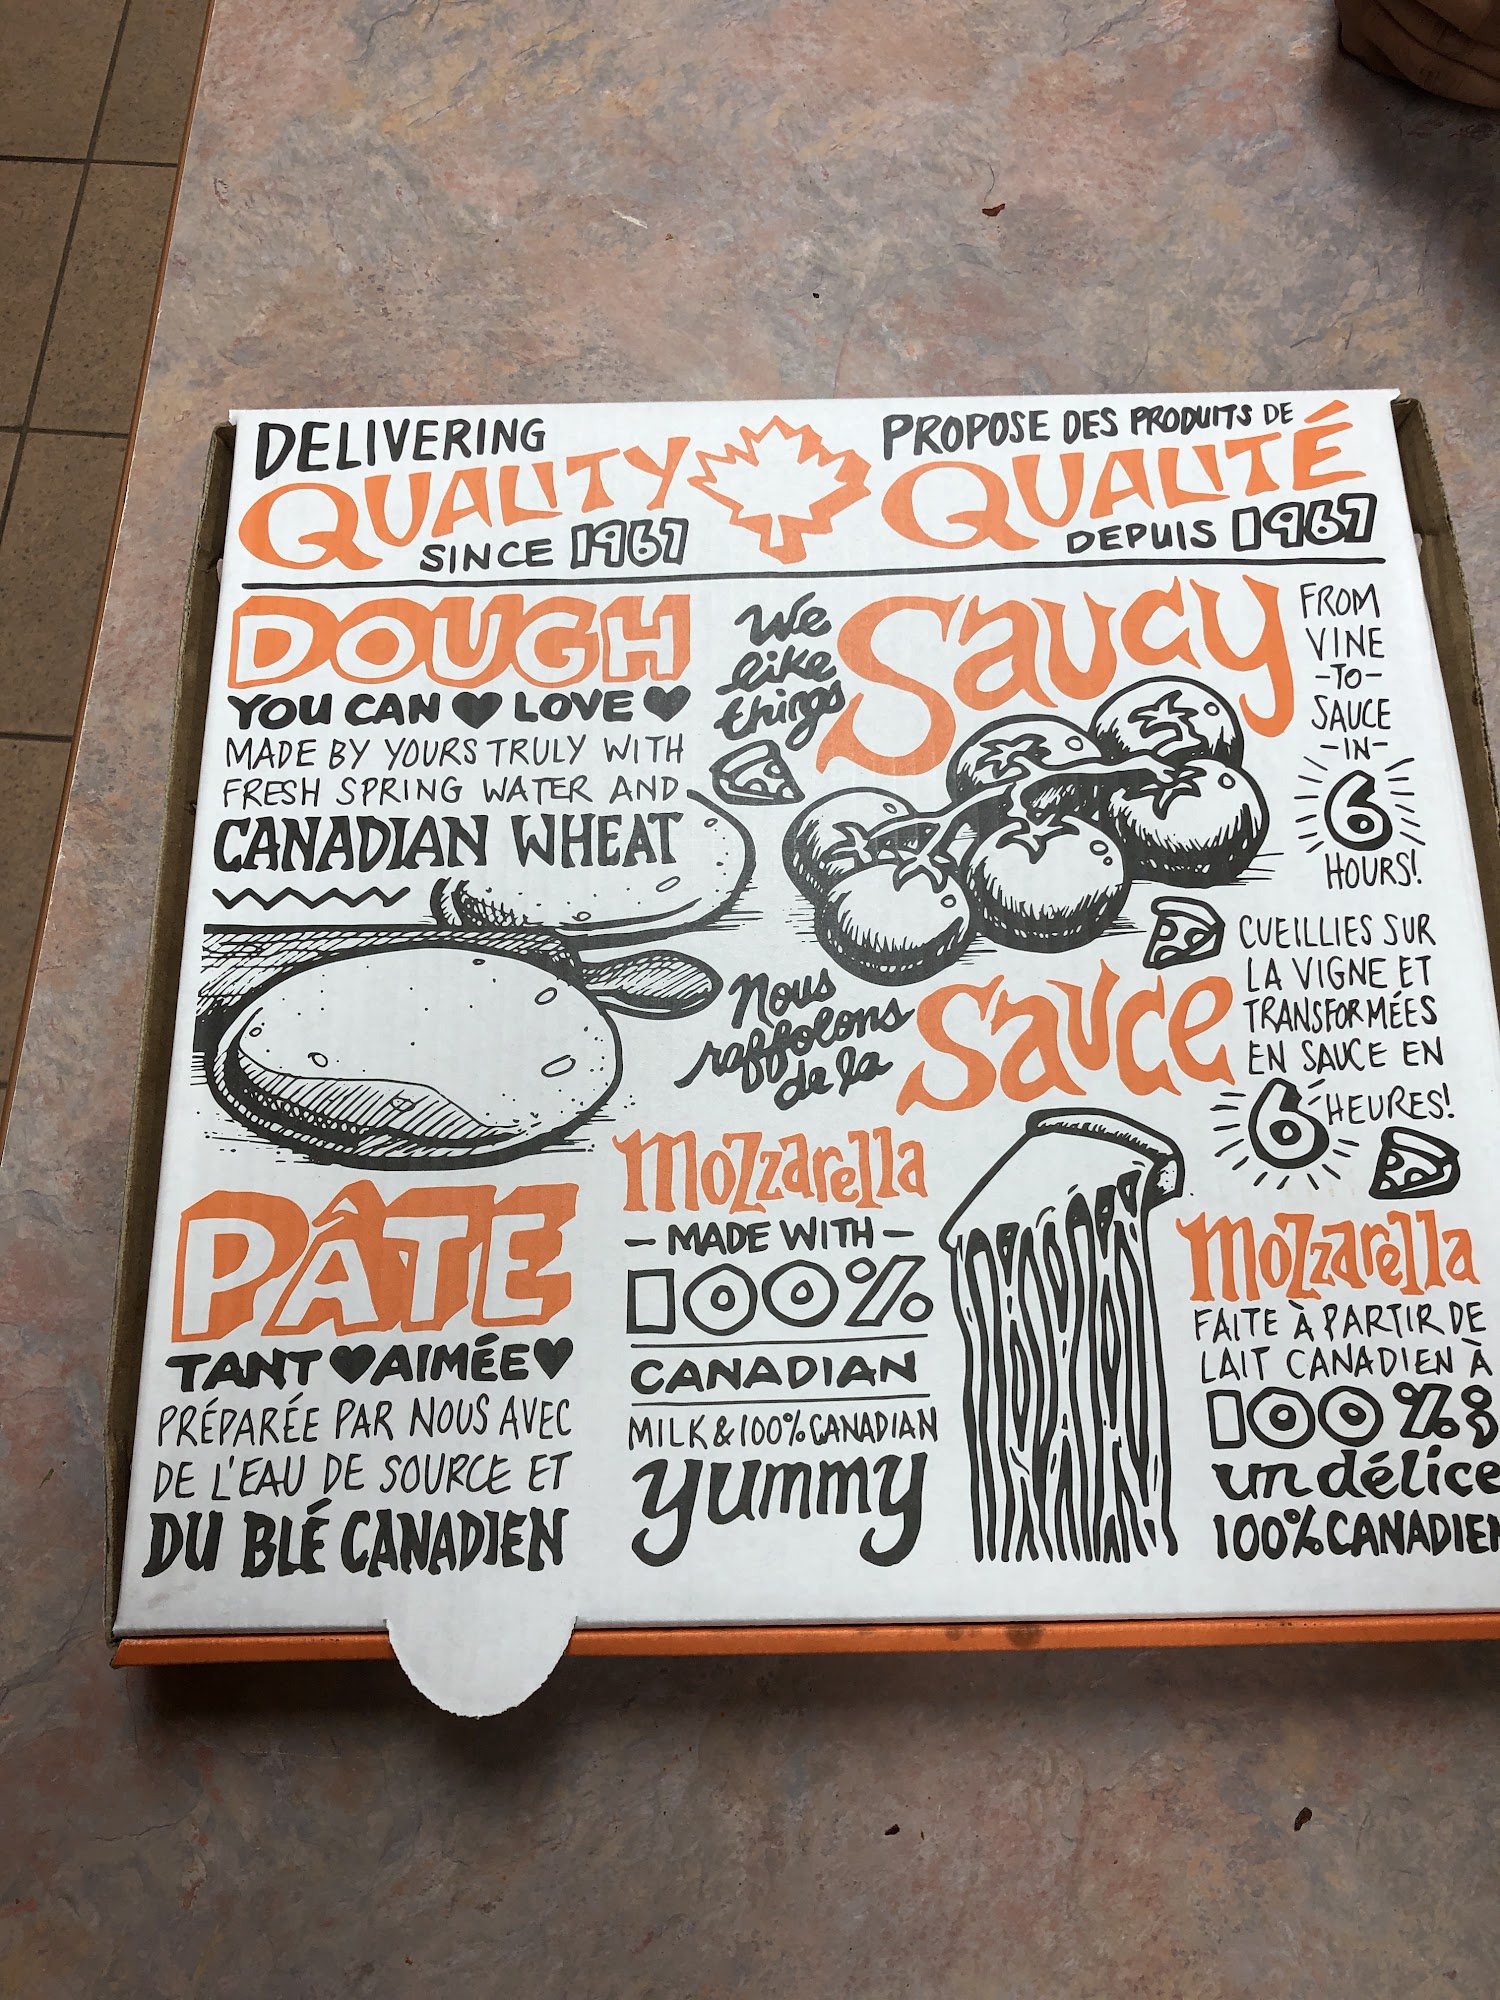 DELIVERING
QUALITY
SINCE 1967
PROPOSE DES PRODUITS DE
QUALITÉ
DEPUIS 1967
DOUGH
YOU CAN ♥ LOVE ♥
MADE BY YOURS TRULY WITH
FRESH SPRING WATER AND
CANADIAN WHEAT
We
like
things
SAUCY
FROM
VINE
-TO-
SAUCE
-IN-
6
HOURS!
Nous
raffolons
de la
SAUCE
CUEILLIES SUR
LA VIGNE ET
TRANSFORMÉES
EN SAUCE EN
6 HEURES!
PÂTE
TANT ♥ AIMÉE ♥
PRÉPARÉE PAR NOUS AVEC
DE L'EAU DE SOURCE ET
DU BLÉ CANADIEN
Mozzarella
- MADE WITH -
100%
CANADIAN
MILK & 100% CANADIAN
yummy
Mozzarella
FAITE À PARTIR DE
LAIT CANADIEN À
100% &
un délice
100% CANADIEN